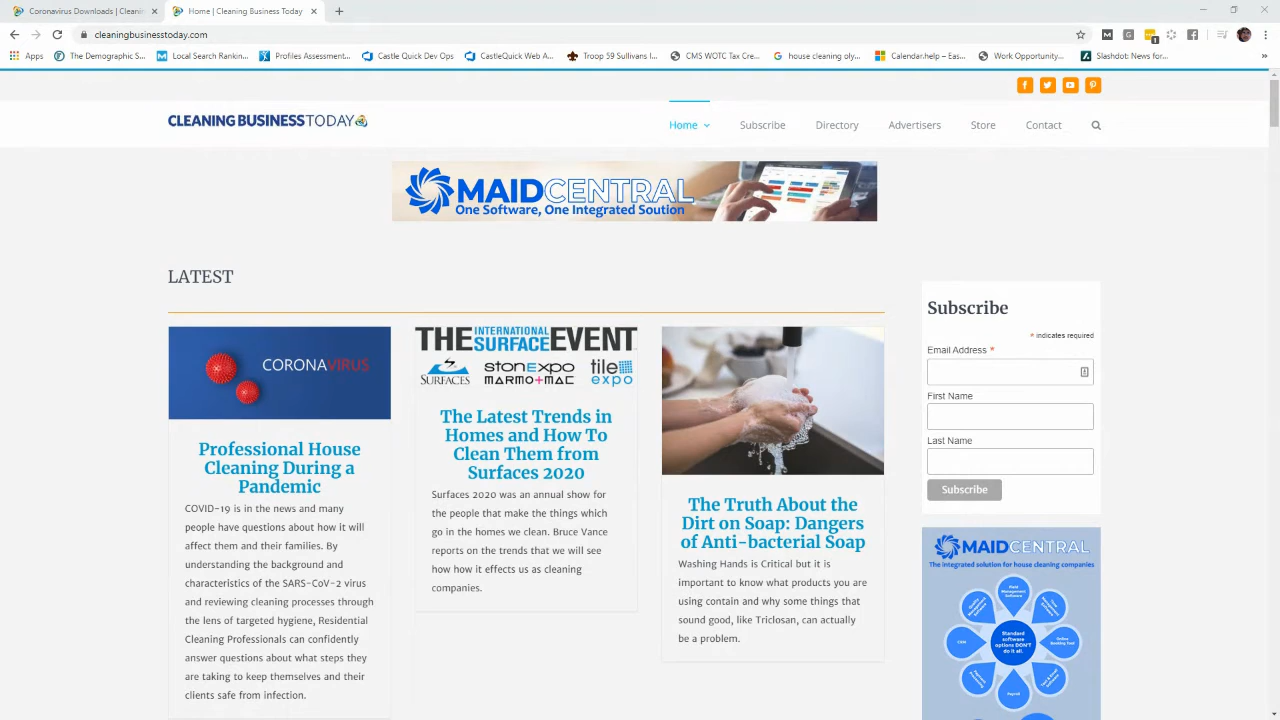 Coronavirus Downloads | Cleanin
Home | Cleaning Business Today
cleaningbusinesstoday.com
1
Apps
The Demographic S...
Local Search Rankin...
Profiles Assessment...
Castle Quick Dev Ops
CastleQuick Web A...
Troop 59 Sullivans I...
CMS WOTC Tax Cre...
house cleaning oly...
Calendar.help – Eas...
Work Opportunity...
Slashdot: News for...
CLEANING BUSINESSTODAY
Home
Subscribe
Directory
Advertisers
Store
Contact
MAIDCENTRAL
One Software, One Integrated Soution
LATEST
CORONAVIRUS
Professional House
Cleaning During a
Pandemic
COVID-19 is in the news and many
people have questions about how it will
affect them and their families. By
understanding the background and
characteristics of the SARS-CoV-2 virus
and reviewing cleaning processes through
the lens of targeted hygiene, Residential
Cleaning Professionals can confidently
answer questions about what steps they
are taking to keep themselves and their
clients safe from infection.
THE INTERNATIONAL SURFACE EVENT
SURFACES
stonExpo
marmo+mac
tile
expo
The Latest Trends in
Homes and How To
Clean Them from
Surfaces 2020
Surfaces 2020 was an annual show for
the people that make the things which
go in the homes we clean. Bruce Vance
reports on the trends that we will see
how how it effects us as cleaning
companies.
The Truth About the
Dirt on Soap: Dangers
of Anti-bacterial Soap
Washing Hands is Critical but it is
important to know what products you are
using contain and why some things that
sound good, like Triclosan, can actually
be a problem.
Subscribe
* indicates required
Email Address *
First Name
Last Name
Subscribe
MAIDCENTRAL
The integrated solution for house cleaning companies
Standard
software
options DON'T
do it all.
CRM
Payroll